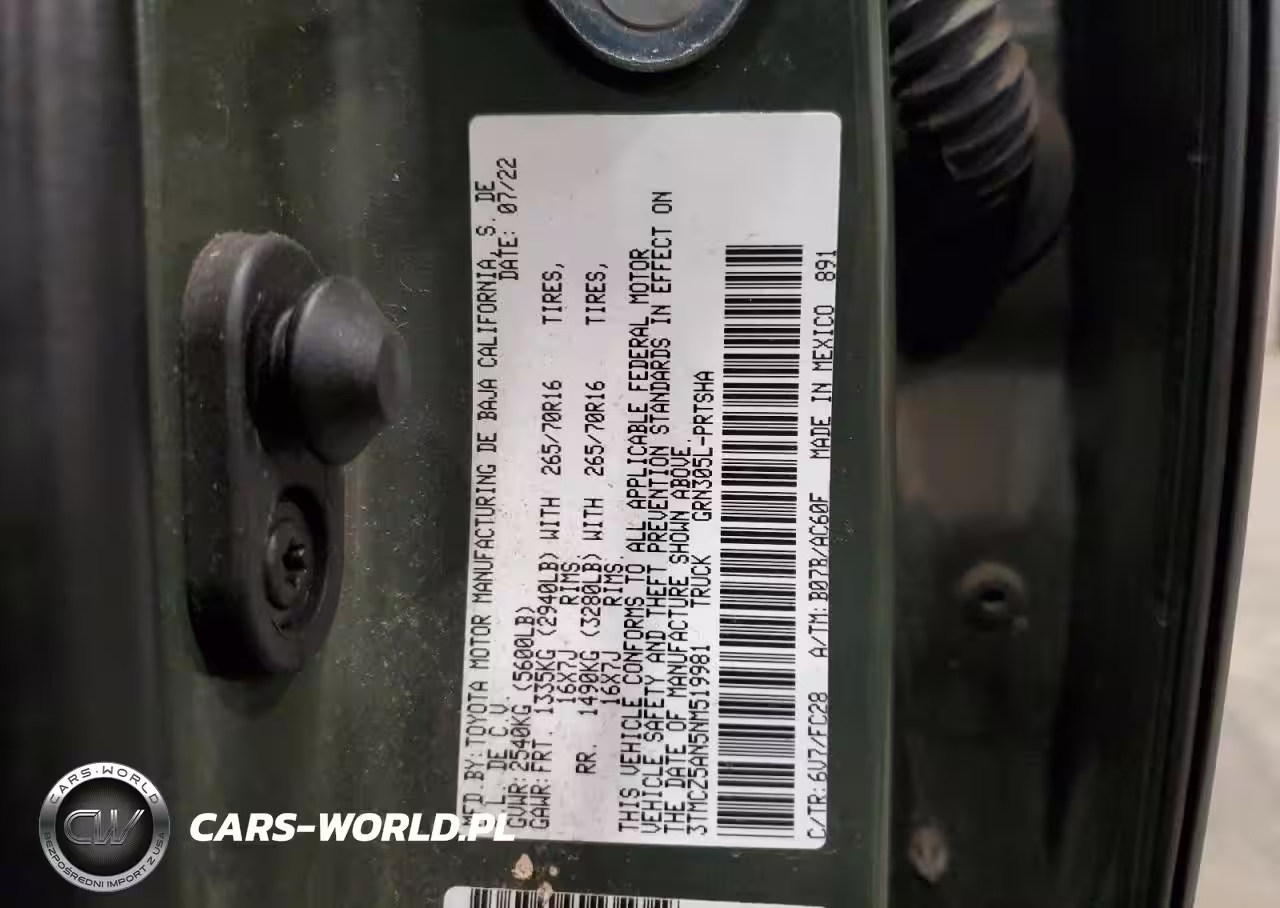 MFD.BY:TOYOTA MOTOR MANUFACTURING DE BAJA CALIFORNIA, S. DE
R.L. DE C.V. DATE: 07/22
GVWR:2540KG (5600LB)
GAWR:FRT. 1335KG (2940LB) WITH 265/70R16 TIRES,
16X7J RIMS
RR. 1490KG (3280LB) WITH 265/70R16 TIRES,
16X7J RIMS
THIS VEHICLE CONFORMS TO ALL APPLICABLE FEDERAL MOTOR
VEHICLE SAFETY AND THEFT PREVENTION STANDARDS IN EFFECT ON
THE DATE OF MANUFACTURE SHOWN ABOVE.
3TMCZ5AN5NM519981 TRUCK GRN305L-PRTSHA
C/TR:6V7/FC28 A/TM:B07B/AC60F MADE IN MEXICO 891
CARS-WORLD
CW
BEZPOŚREDNI IMPORT Z USA
CARS-WORLD.PL